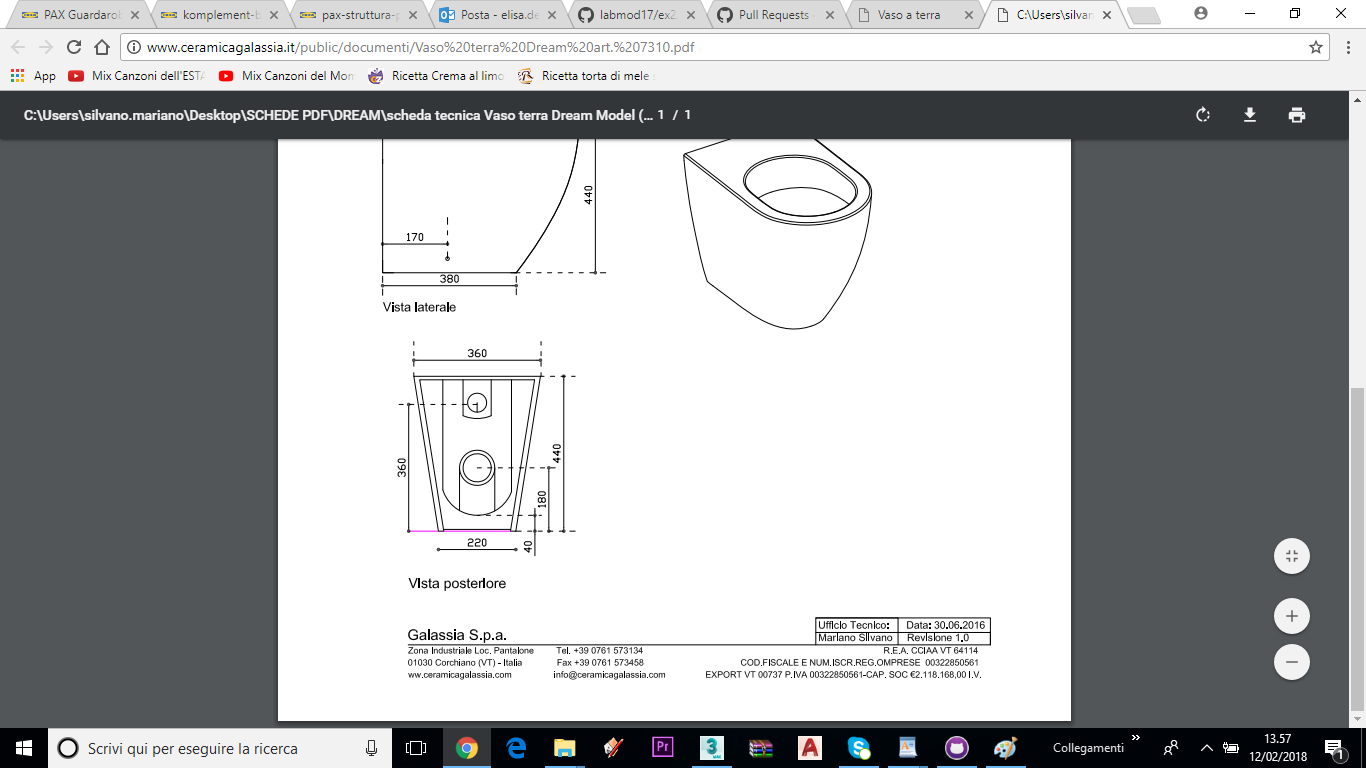 PAX Guardarob
komplement-b
pax-struttura-p
Posta - elisa.de
labmod17/ex2
Pull Requests ·
Vaso a terra
C:\Users\silvan
www.ceramicagalassia.it/public/documenti/Vaso%20terra%20Dream%20art.%207310.pdf
App
Mix Canzoni dell'ESTA
Mix Canzoni del Mon
Ricetta Crema al limo
Ricetta torta di mele s
C:\Users\silvano.mariano\Desktop\SCHEDE PDF\DREAM\scheda tecnica Vaso terra Dream Model (... 1 / 1
440
170
380
Vista laterale
360
360
440
180
220
40
VIsta posterIore
Galassia S.p.a.
Ufficio Tecnico: Data: 30.06.2016
Mariano Silvano Revisione 1.0
Zona Industriale Loc. Pantalone Tel. +39 0761 573134 R.E.A. CCIAA VT 64114
01030 Corchiano (VT) - Italia Fax +39 0761 573458 COD.FISCALE E NUM.ISCR.REG.OMPRESE 00322850561
ww.ceramicagalassia.com info@ceramicagalassia.com EXPORT VT 00737 P.IVA 00322850561-CAP. SOC €2.118.168,00 I.V.
Scrivi qui per eseguire la ricerca
Pr
3
A
S
Collegamenti
13.57
12/02/2018
1